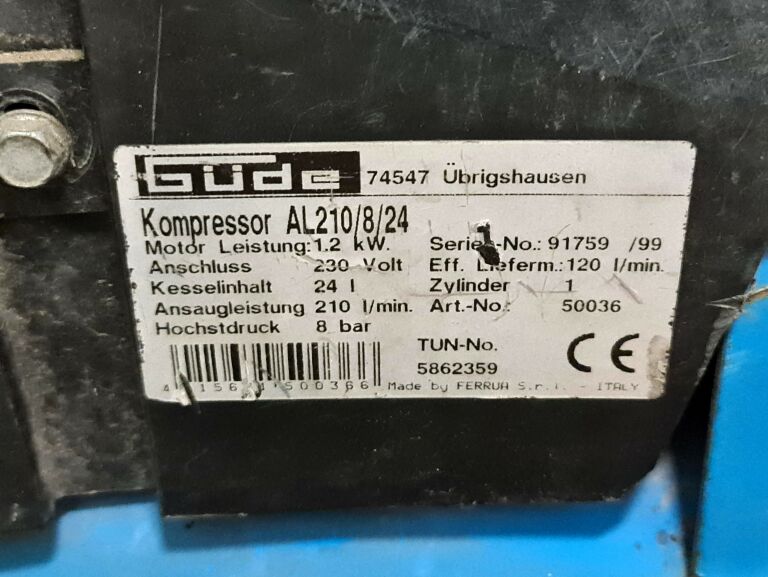 GÜDE 74547 Übrigshausen
Kompressor AL210/8/24
Motor Leistung: 1.2 kW. Serien-No.: 91759 /99
Anschluss 230 Volt Eff. Lieferm.: 120 l/min.
Kesselinhalt 24 l Zylinder 1
Ansaugleistung 210 l/min. Art.-No.: 50036
Hochstdruck 8 bar
TUN-No.
5862359
CE
500366
Made by FERRUA S.r.l. - ITALY